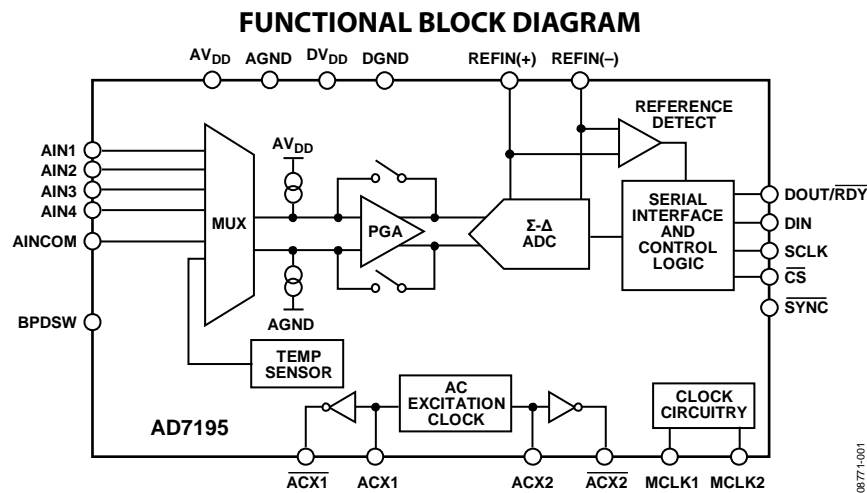 FUNCTIONAL BLOCK DIAGRAM
AVDD AGND DVDD DGND REFIN(+) REFIN(–)
REFERENCE
DETECT
AIN1
AIN2
AIN3
AIN4
AINCOM
BPDSW
MUX
AVDD
AGND
PGA
Σ-Δ
ADC
SERIAL
INTERFACE
AND
CONTROL
LOGIC
DOUT/RDY
DIN
SCLK
CS
SYNC
TEMP
SENSOR
AC
EXCITATION
CLOCK
CLOCK
CIRCUITRY
AD7195
ACX1 ACX1 ACX2 ACX2 MCLK1 MCLK2
08771-001